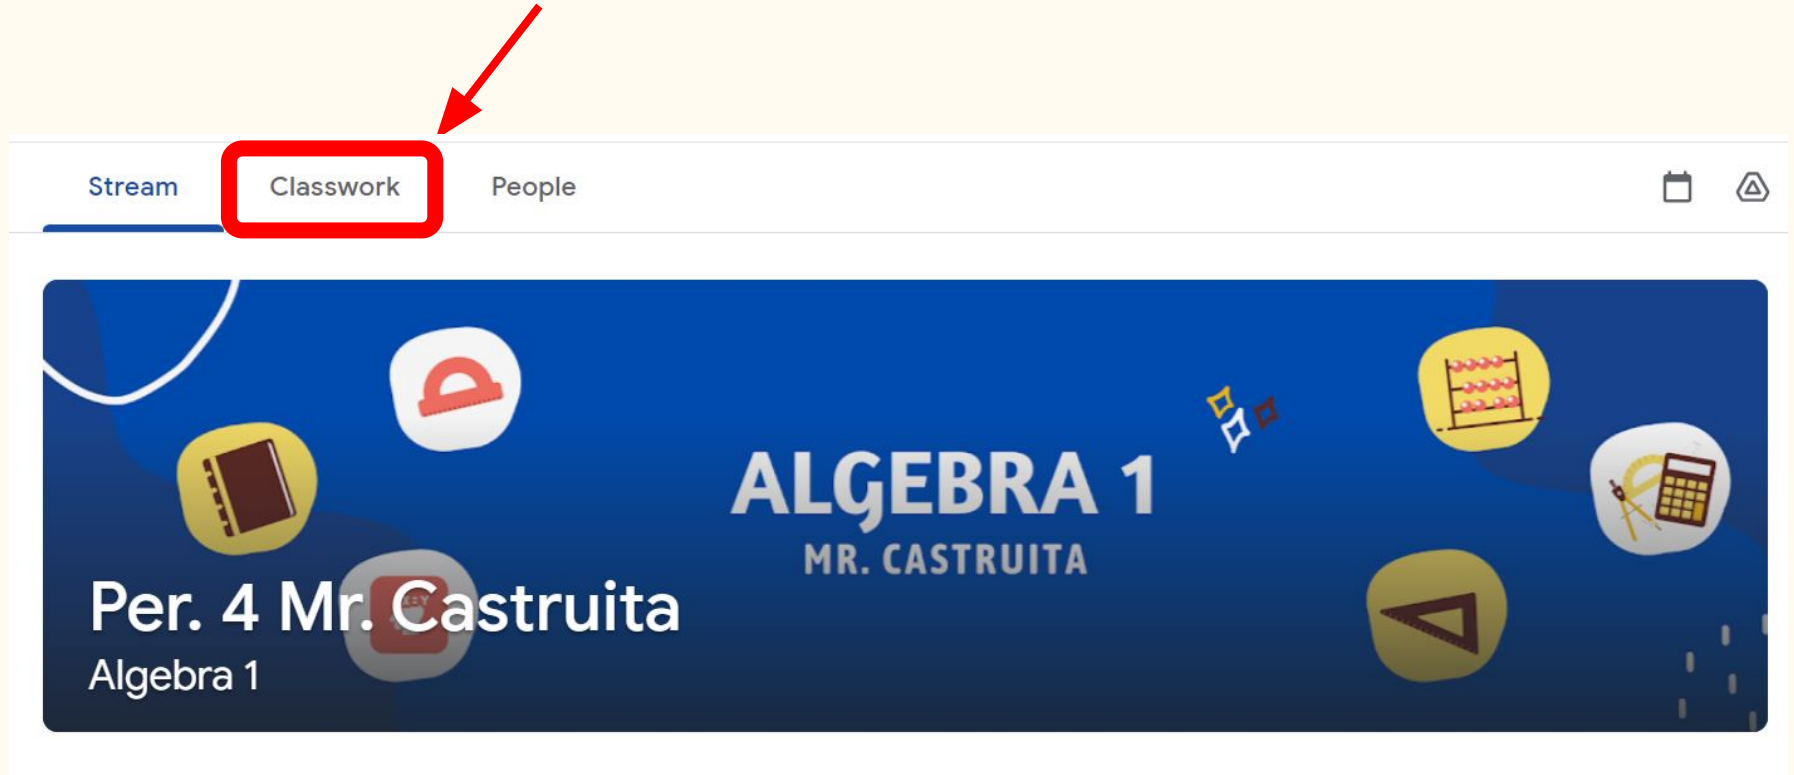 Stream
Classwork
People
ALGEBRA 1
MR. CASTRUITA
Per. 4 Mr. Castruita
Algebra 1